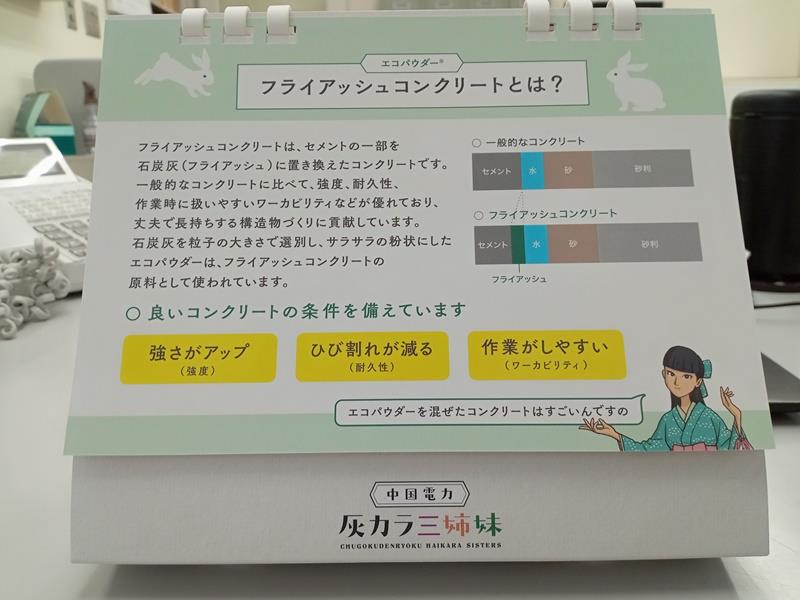 エコパウダー®
フライアッシュコンクリートとは？
フライアッシュコンクリートは、セメントの一部を
石炭灰（フライアッシュ）に置き換えたコンクリートです。
一般的なコンクリートに比べて、強度、耐久性、
作業時に扱いやすいワーカビリティなどが優れており、
丈夫で長持ちする構造物づくりに貢献しています。
石炭灰を粒子の大きさで選別し、サラサラの粉状にした
エコパウダーは、フライアッシュコンクリートの
原料として使われています。
○ 一般的なコンクリート
セメント 水 砂 砂利
○ フライアッシュコンクリート
セメント 水 砂 砂利
フライアッシュ
○ 良いコンクリートの条件を備えています
強さがアップ
（強度）
ひび割れが減る
（耐久性）
作業がしやすい
（ワーカビリティ）
エコパウダーを混ぜたコンクリートはすごいんですの
中国電力
灰カラ三姉妹
CHUGOKUDENRYOKU HAIKARA SISTERS